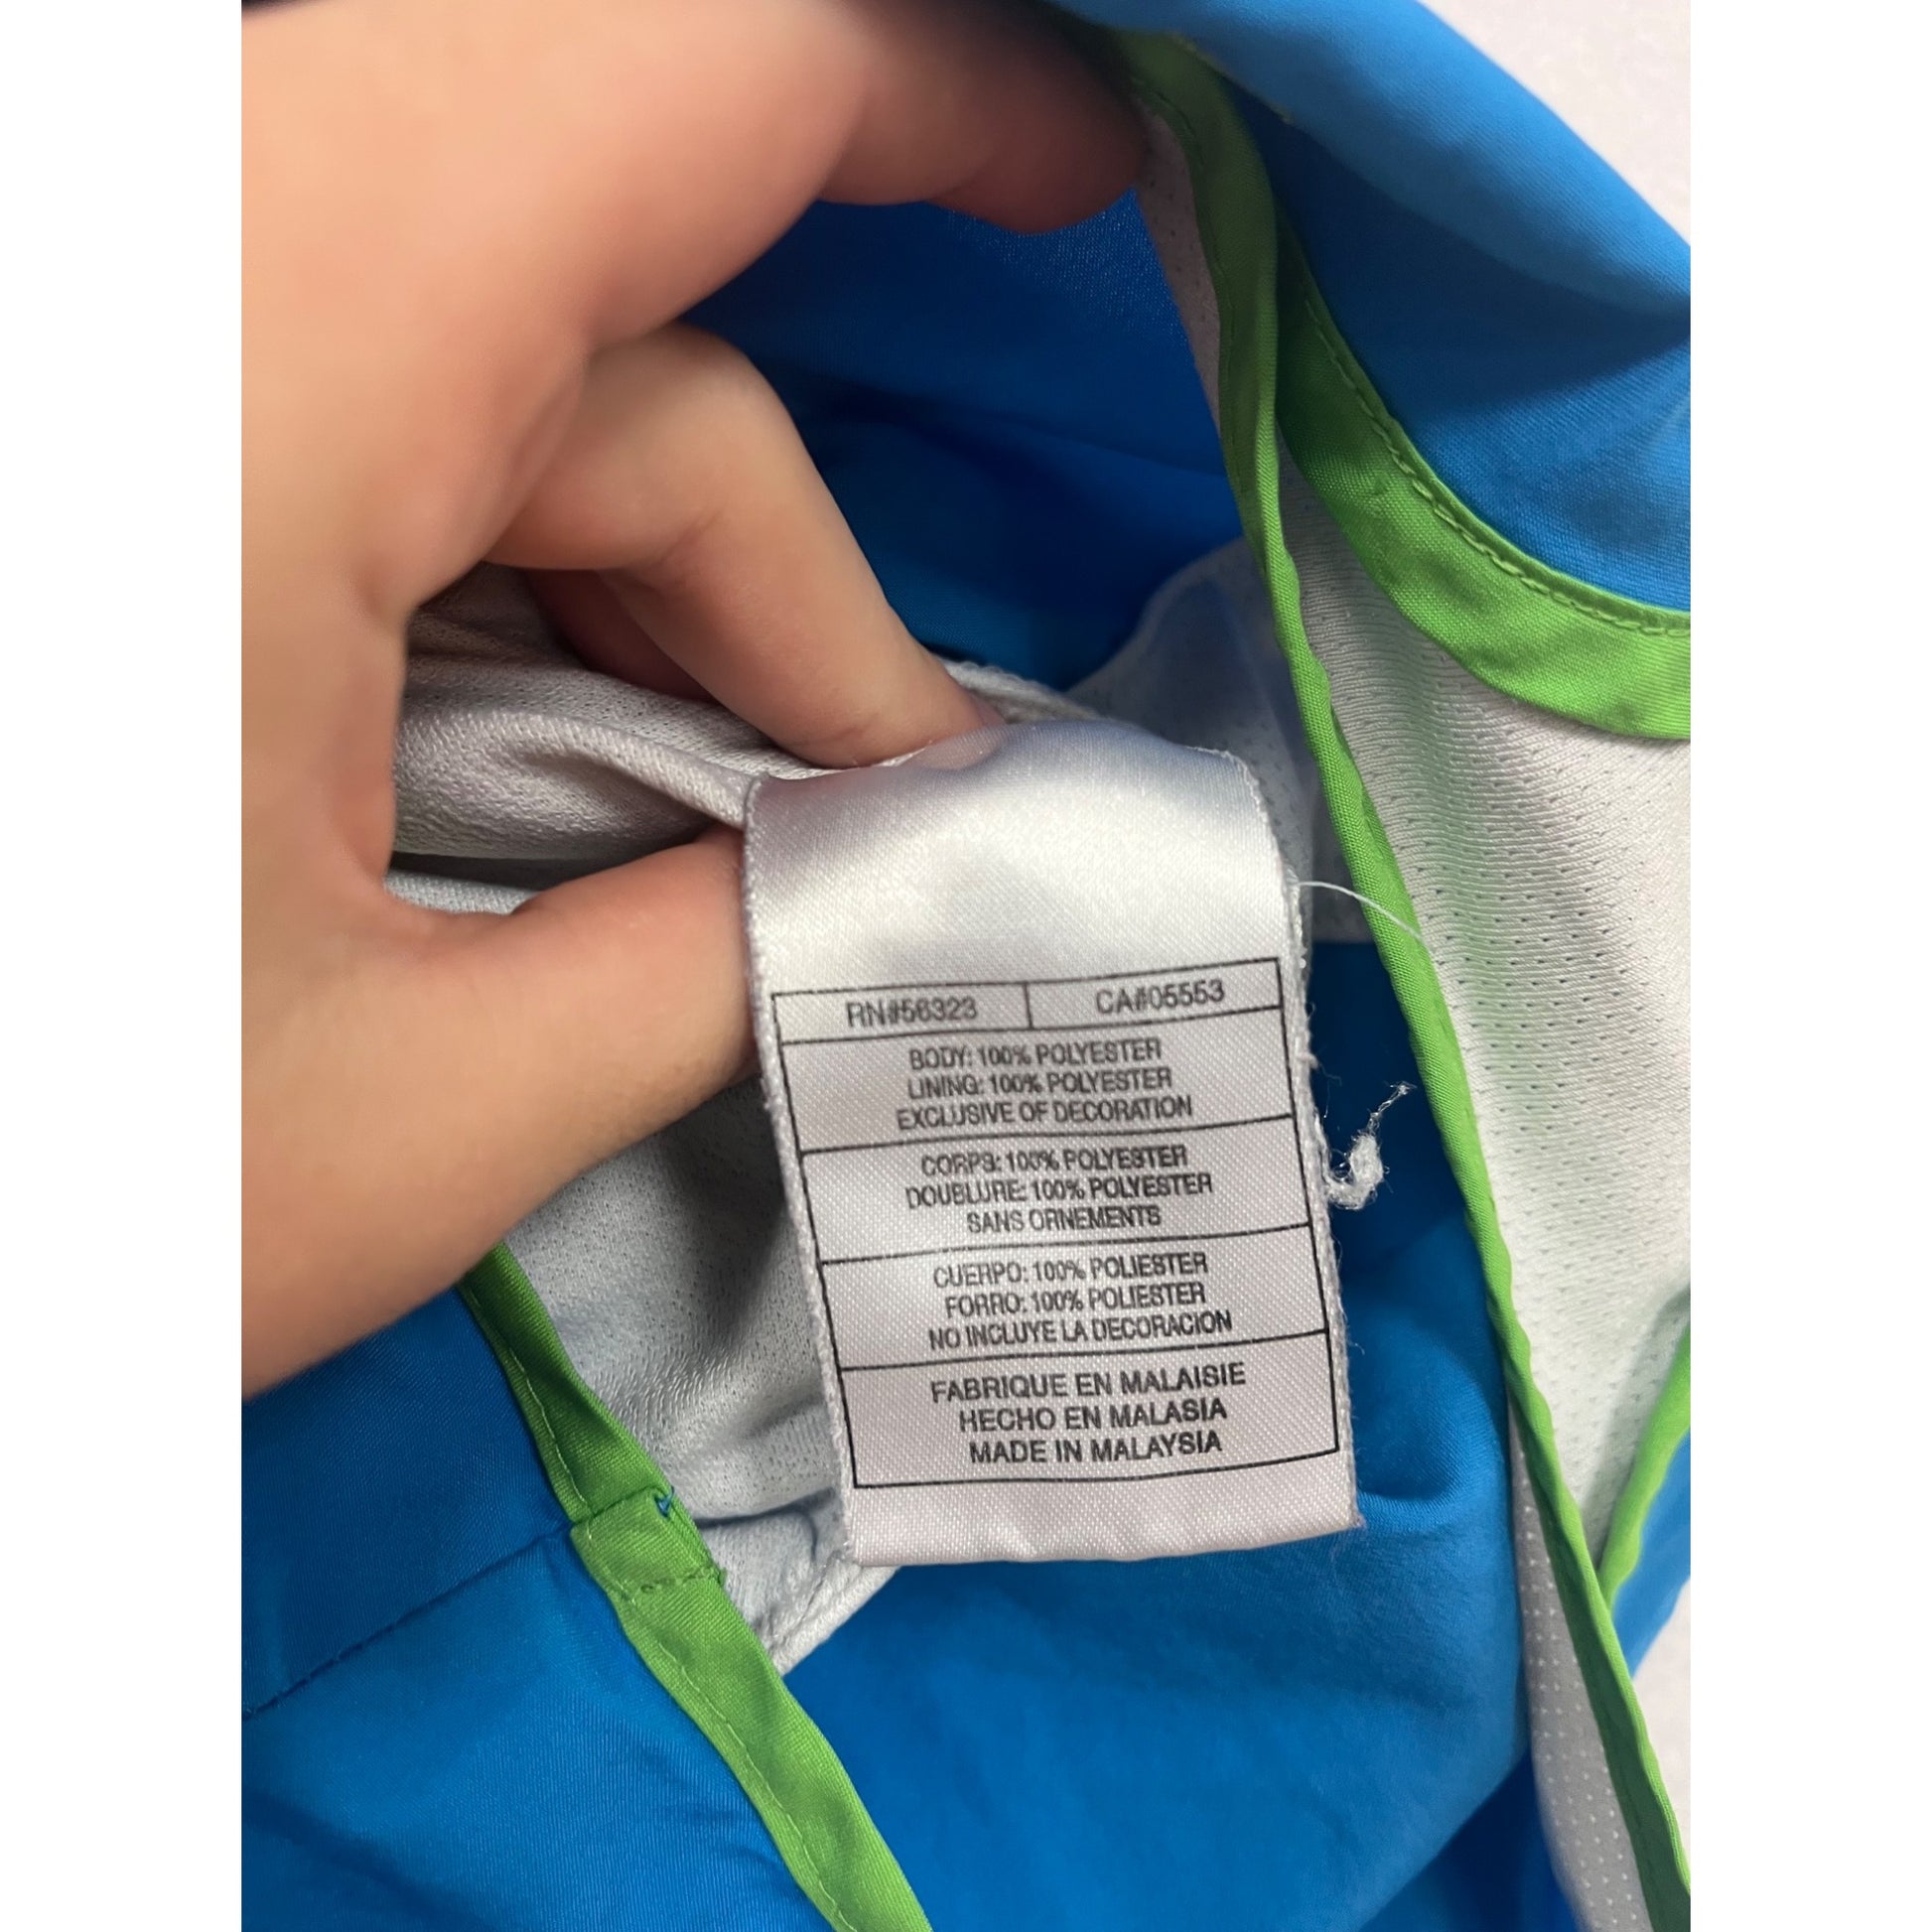 RN#56323 CA#05553
BODY: 100% POLYESTER
LINING: 100% POLYESTER
EXCLUSIVE OF DECORATION
CORPS: 100% POLYESTER
DOUBLURE: 100% POLYESTER
SANS ORNEMENTS
CUERPO: 100% POLIESTER
FORRO: 100% POLIESTER
NO INCLUYE LA DECORACION
FABRIQUE EN MALAISIE
HECHO EN MALASIA
MADE IN MALAYSIA